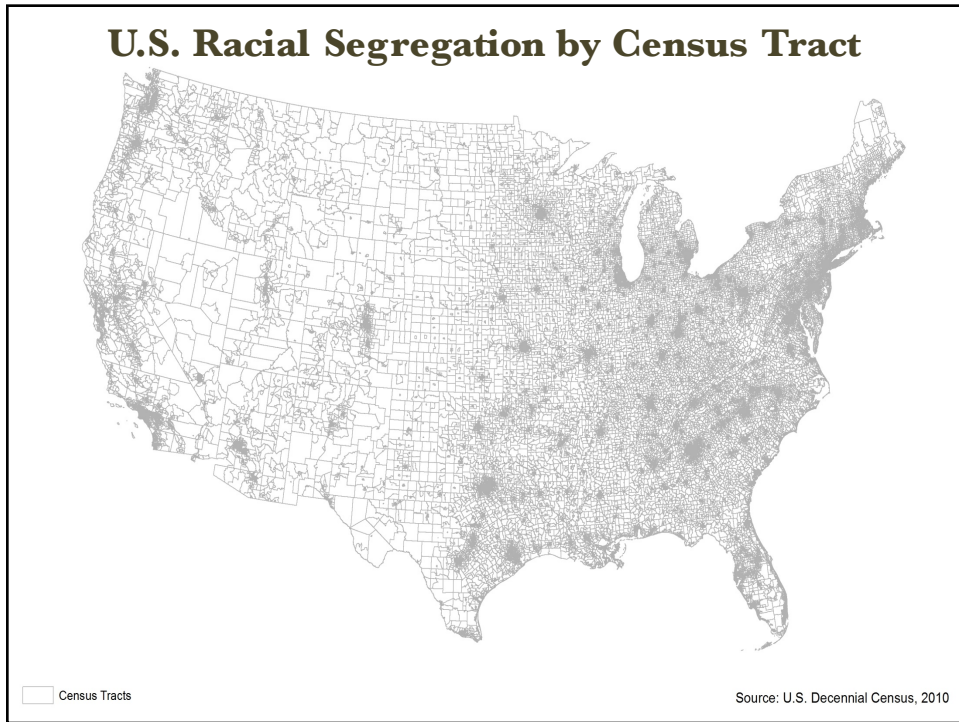 U.S. Racial Segregation by Census Tract
Census Tracts
Source: U.S. Decennial Census, 2010